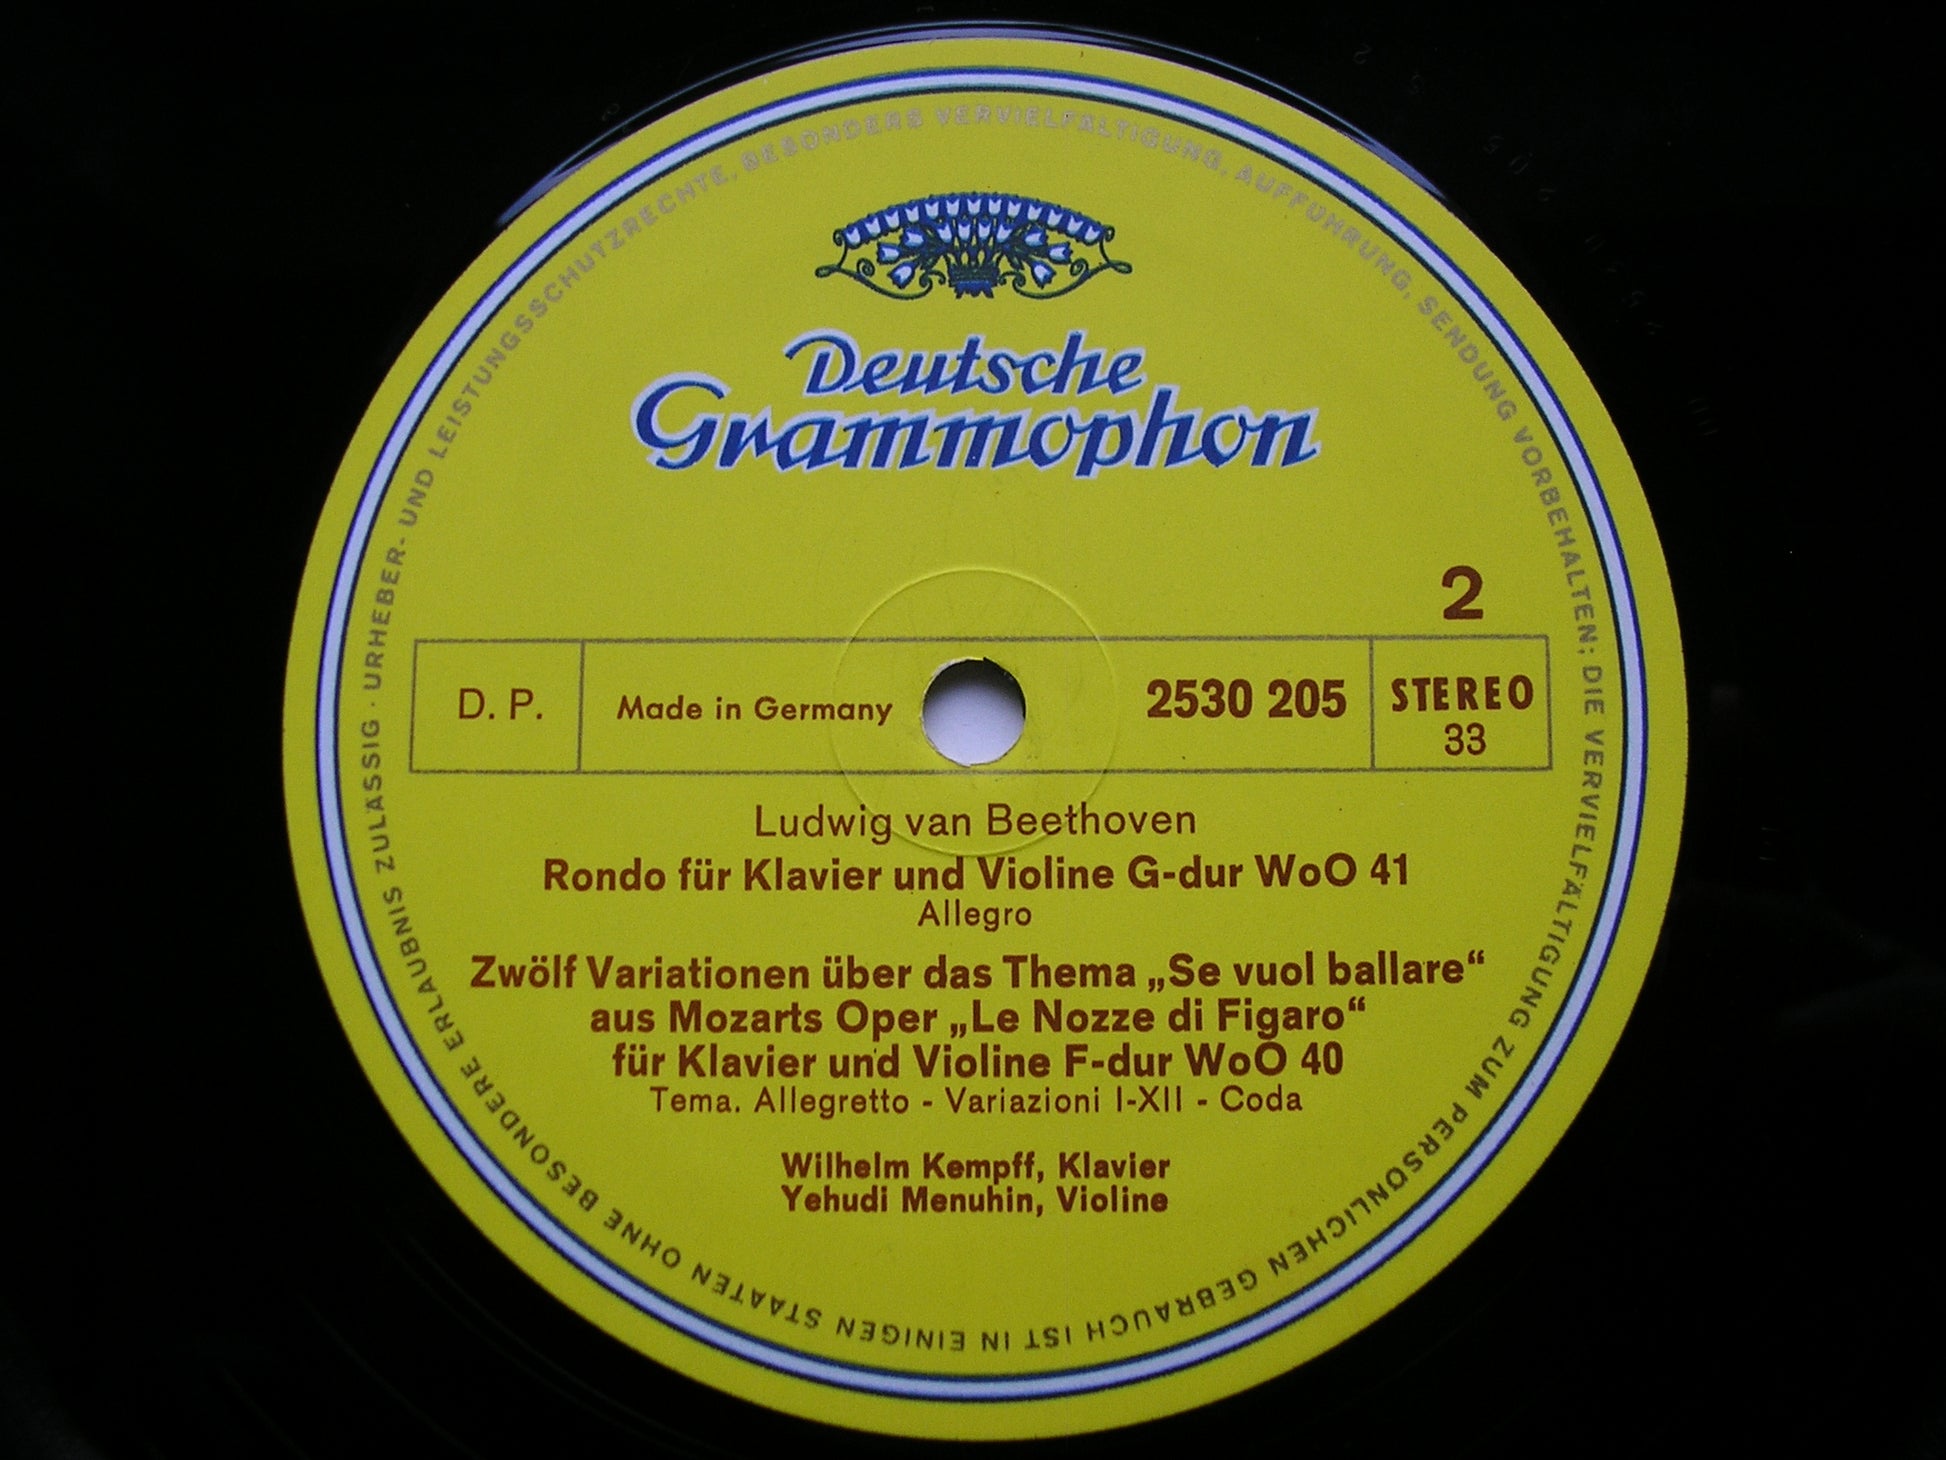 Deutsche
Grammophon
2
D. P.
Made in Germany
2530 205
STEREO
33
Ludwig van Beethoven
Rondo für Klavier und Violine G-dur WoO 41
Allegro
Zwölf Variationen über das Thema „Se vuol ballare“
aus Mozarts Oper „Le Nozze di Figaro“
für Klavier und Violine F-dur WoO 40
Tema. Allegretto - Variazioni I-XII - Coda
Wilhelm Kempff, Klavier
Yehudi Menuhin, Violine
URHEBER- UND LEISTUNGSSCHUTZRECHTE, BESONDERS VERVIELFÄLTIGUNG, AUFFÜHRUNG, SENDUNG VORBEHALTEN; DIE VERVIELFÄLTIGUNG ZUM PERSÖNLICHEN GEBRAUCH IST IN EINIGEN STAATEN OHNE BESONDERE ERLAUBNIS ZULÄSSIG ·